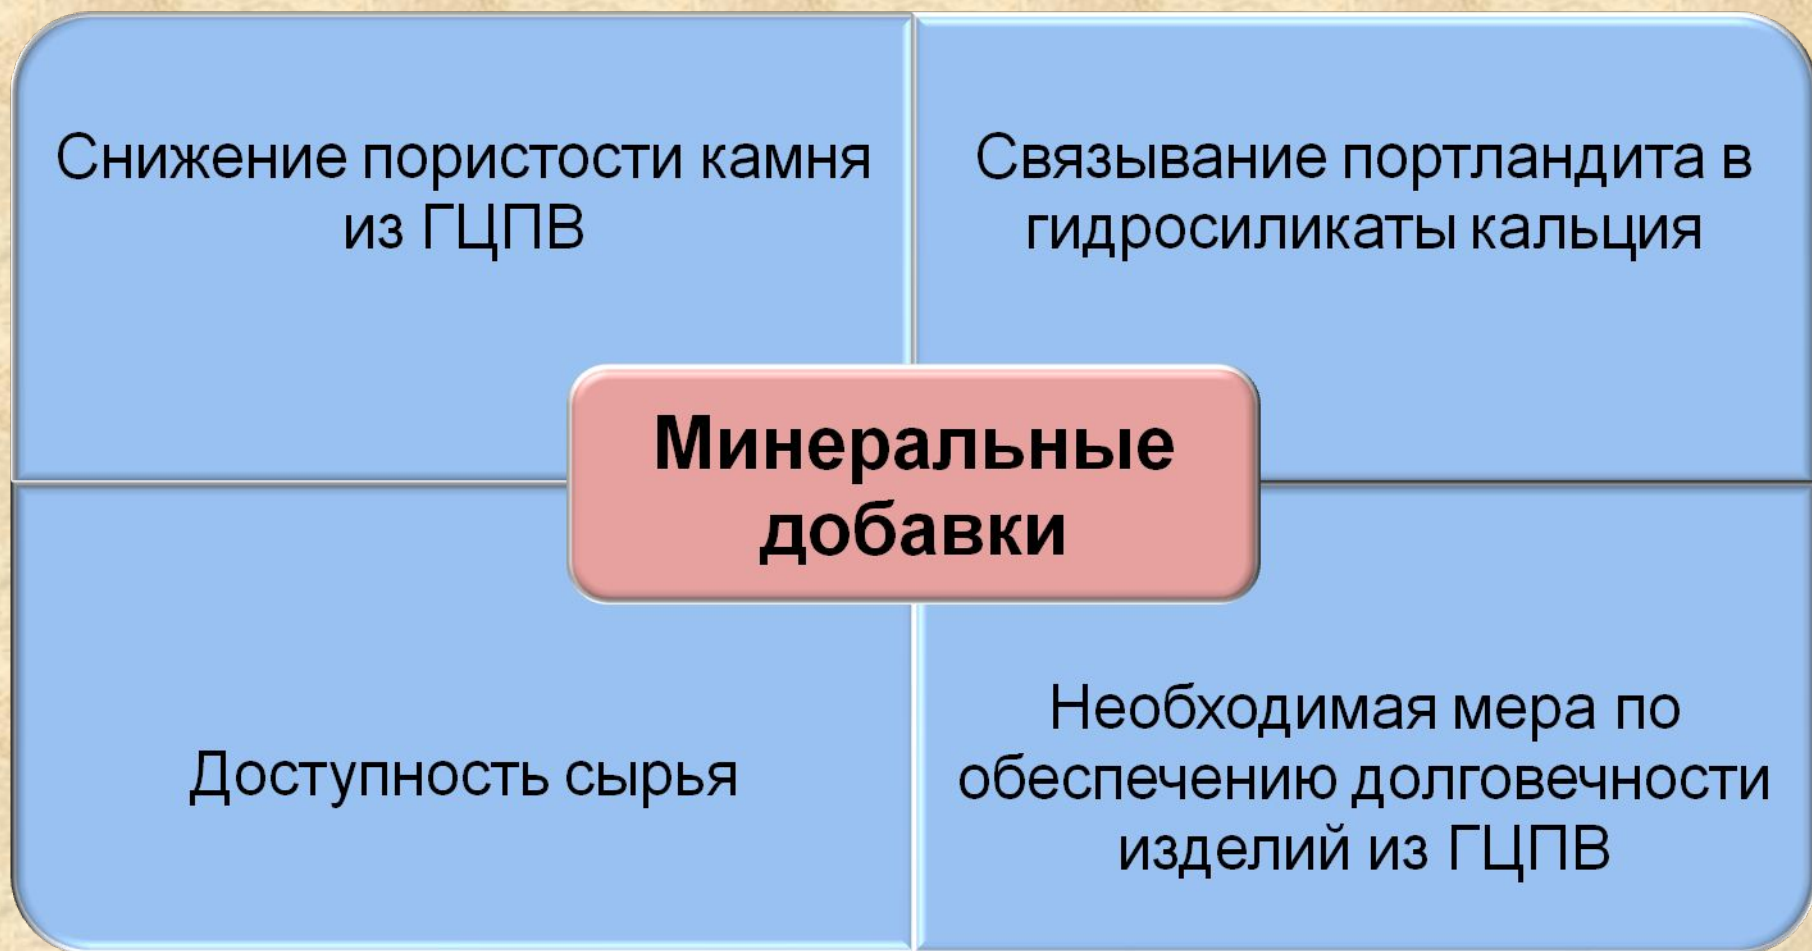 Снижение пористости камня
из ГЦПВ
Связывание портландита в
гидросиликаты кальция
Минеральные
добавки
Доступность сырья
Необходимая мера по
обеспечению долговечности
изделий из ГЦПВ